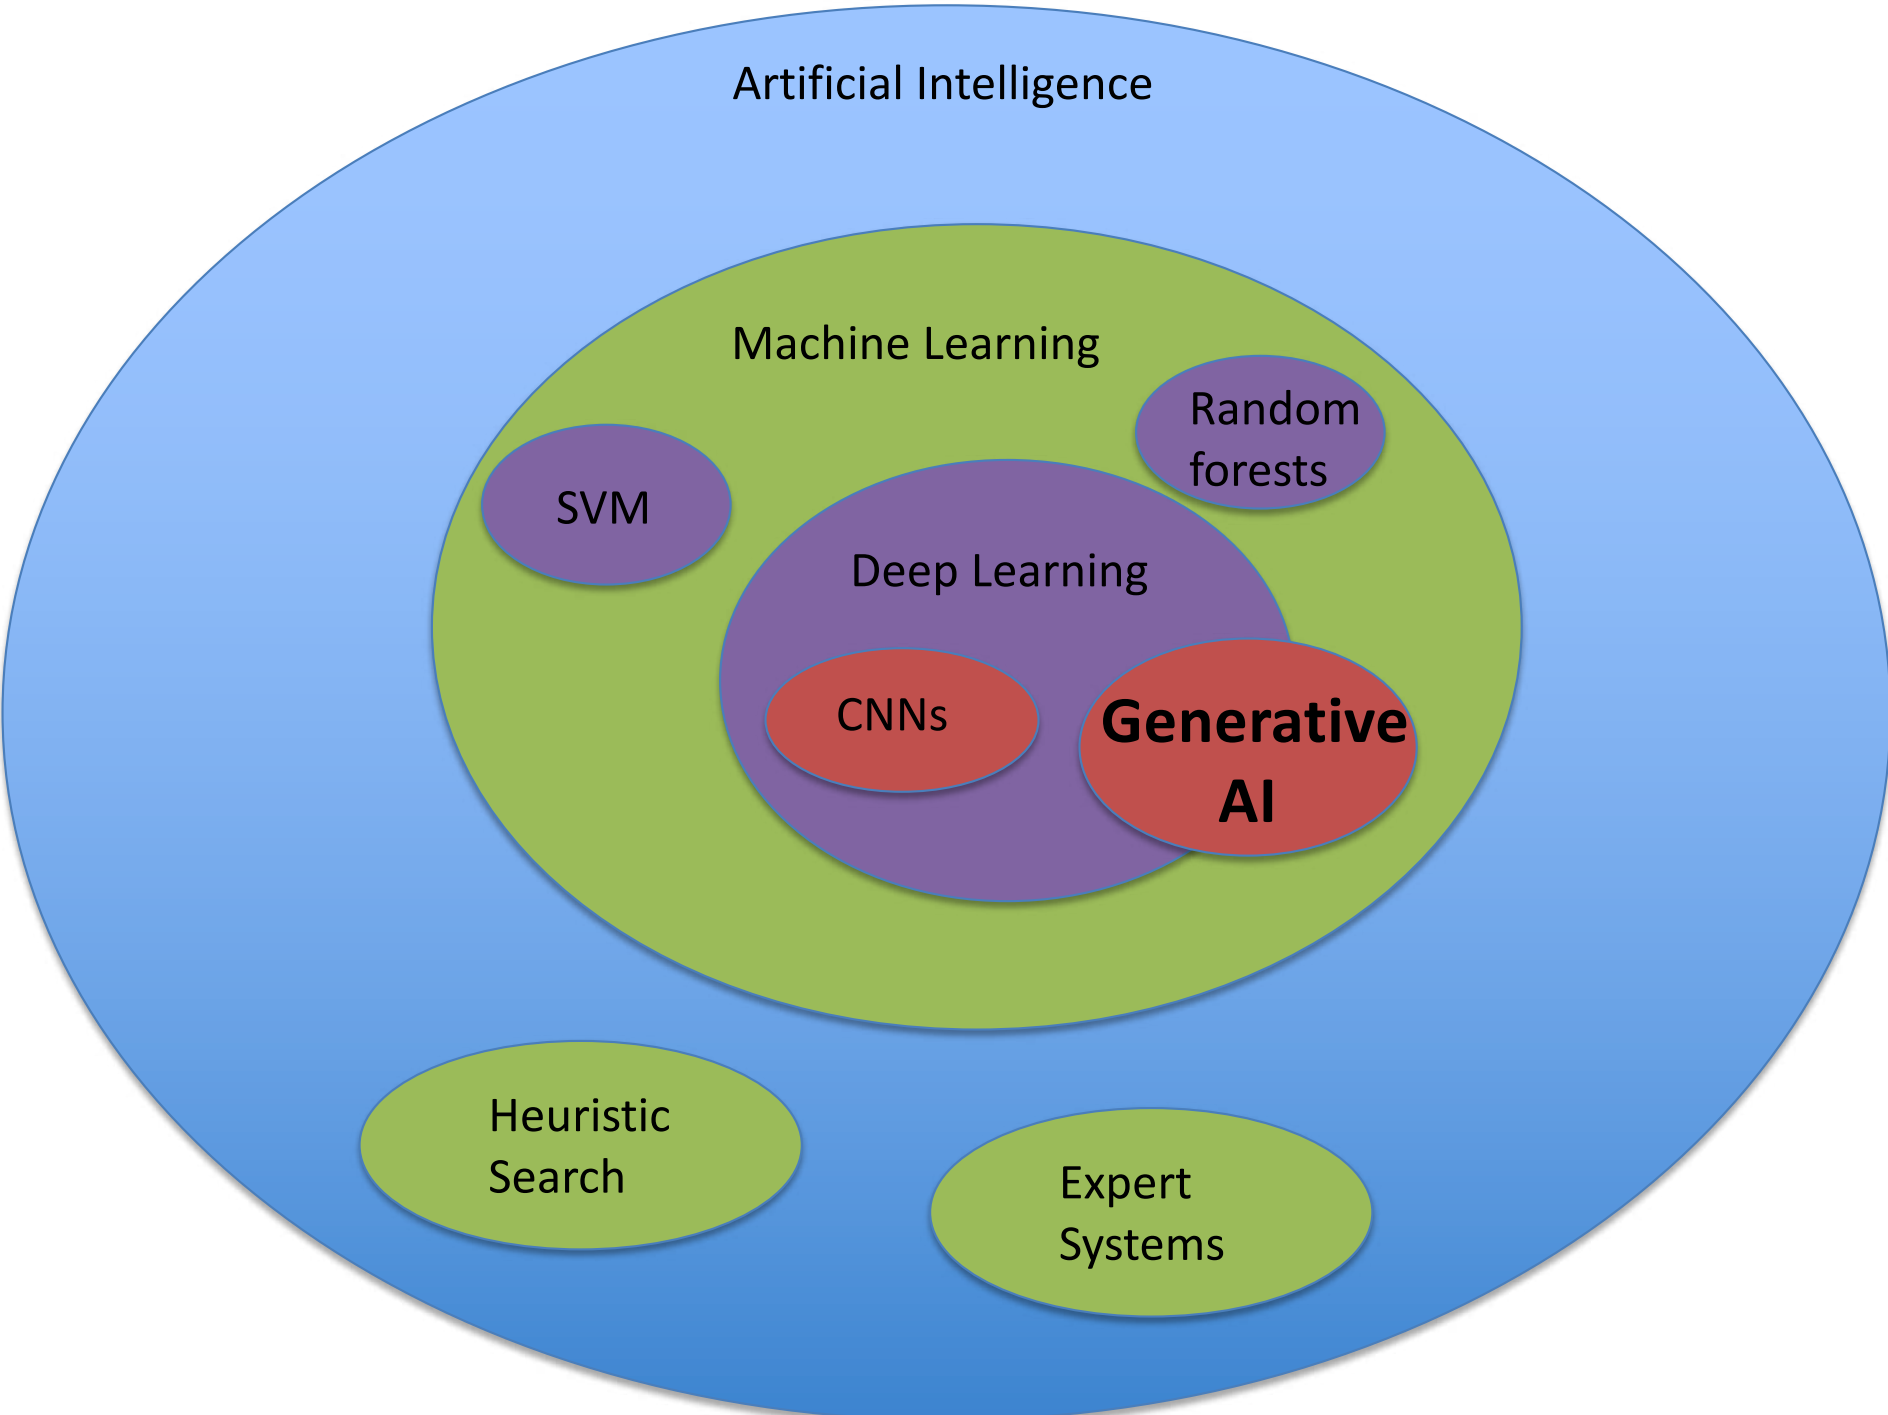 Artificial Intelligence
Machine Learning
Random
forests
SVM
Deep Learning
CNNs
Generative
AI
Heuristic
Search
Expert
Systems